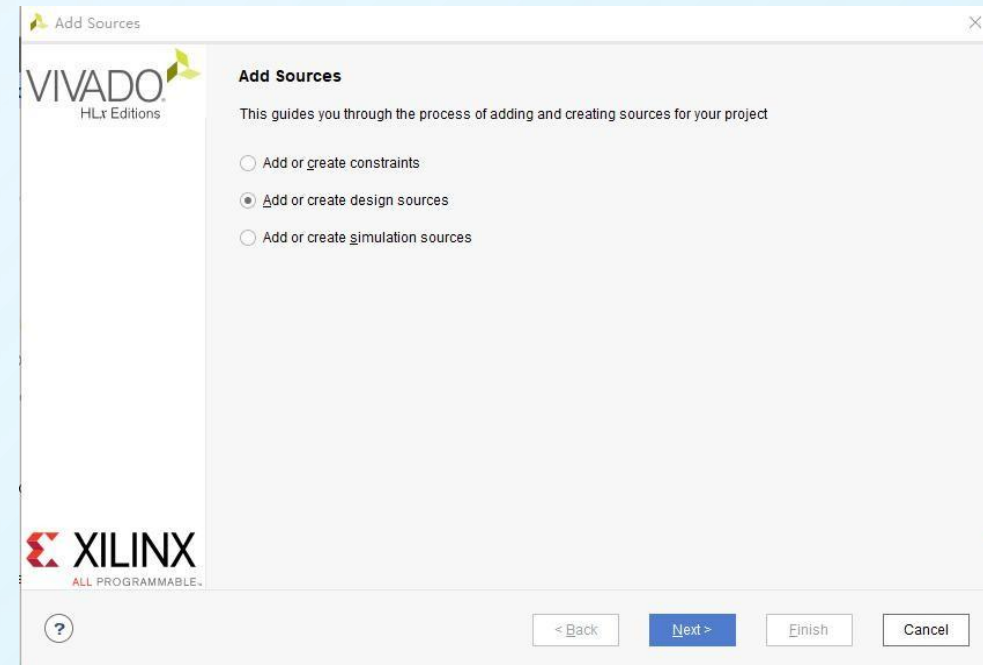 Add Sources
VIVADO.
HLx Editions
Add Sources
This guides you through the process of adding and creating sources for your project
Add or create constraints
Add or create design sources
Add or create simulation sources
XILINX
ALL PROGRAMMABLE.
?
< Back
Next >
Finish
Cancel